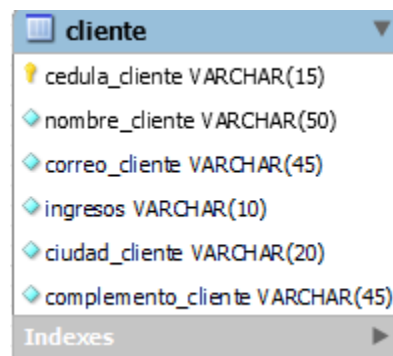 cliente
cedula_cliente VARCHAR(15)
nombre_cliente VARCHAR(50)
correo_cliente VARCHAR(45)
ingresos VARCHAR(10)
ciudad_cliente VARCHAR(20)
complemento_cliente VARCHAR(45)
Indexes